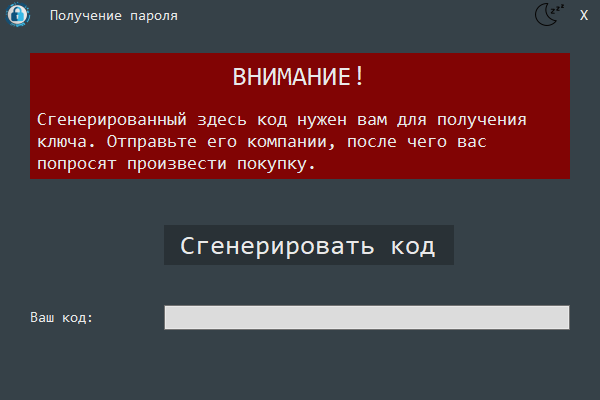 Получение пароля
zzz
X
ВНИМАНИЕ!
Сгенерированный здесь код нужен вам для получения
ключа. Отправьте его компании, после чего вас
попросят произвести покупку.
Сгенерировать код
Ваш код: